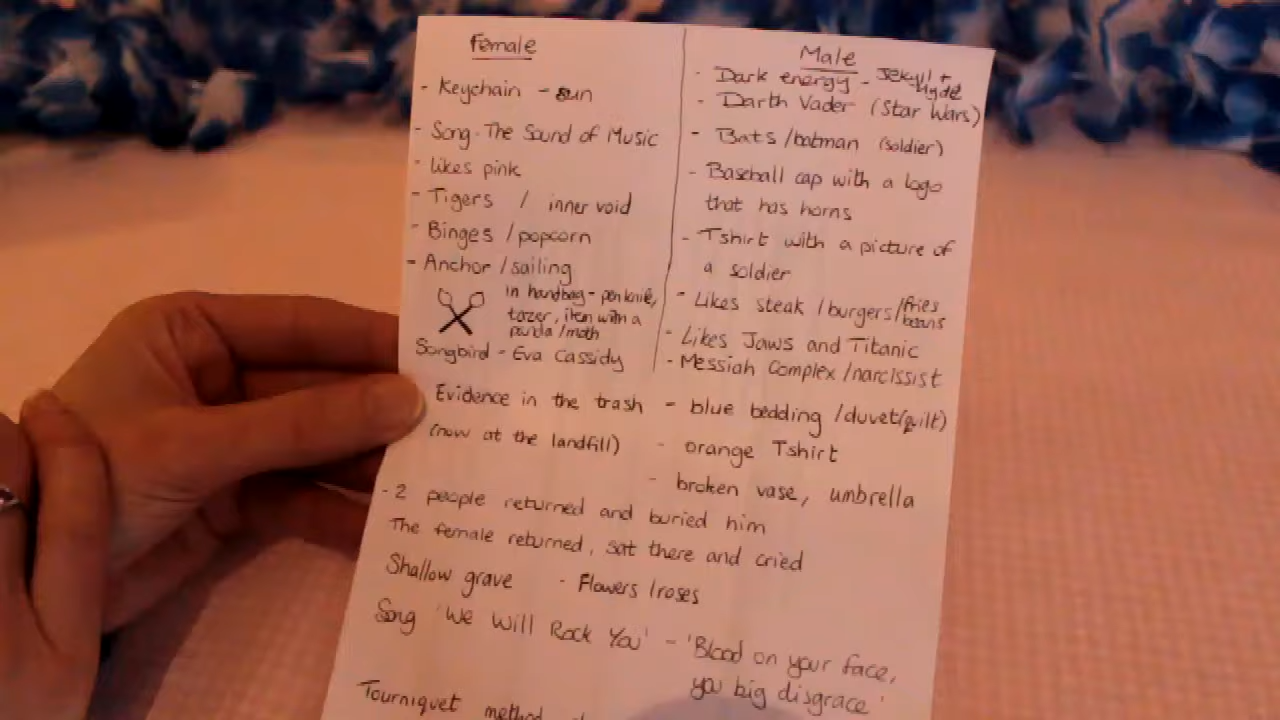 Female
- Keychain - sun
- Song - The Sound of Music
- likes pink
- Tigers / inner void
- Binges / popcorn
- Anchor / sailing
in handbag - penknife,
tazer, item with a
panda / moth
Songbird - Eva Cassidy
Male
- Dark energy - Jekyl +
Hyde
- Darth Vader (Star Wars)
- Bats / batman (soldier)
- Baseball cap with a logo
that has horns
- Tshirt with a picture of
a soldier
- Likes steak / burgers / fries
beans
- Likes Jaws and Titanic
- Messiah Complex / narcissist
Evidence in the trash - blue bedding / duvet (quilt)
(now at the landfill) - orange Tshirt
- broken vase, umbrella
- 2 people returned and buried him
The female returned, sat there and cried
Shallow grave - Flowers / roses
Song 'We Will Rock You' - 'Blood on your face,
you big disgrace'
Tourniquet method